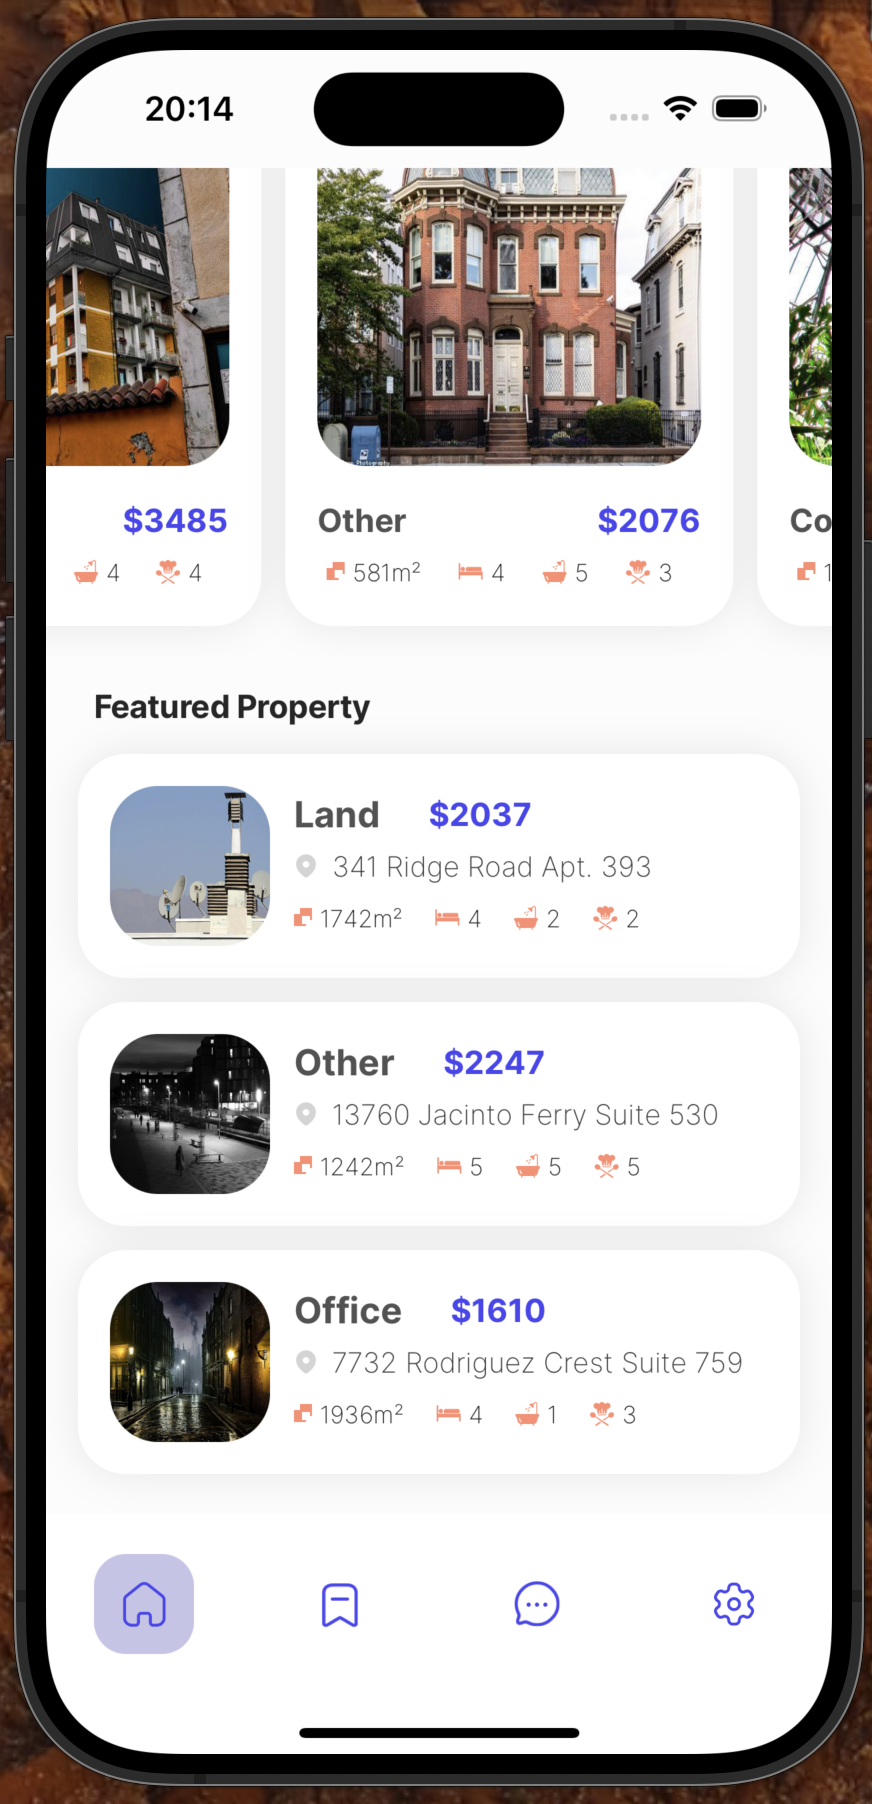 20:14
$3485
4 4
Other $2076
581m² 4 5 3
Co
1
Featured Property
Land $2037
341 Ridge Road Apt. 393
1742m² 4 2 2
Other $2247
13760 Jacinto Ferry Suite 530
1242m² 5 5 5
Office $1610
7732 Rodriguez Crest Suite 759
1936m² 4 1 3